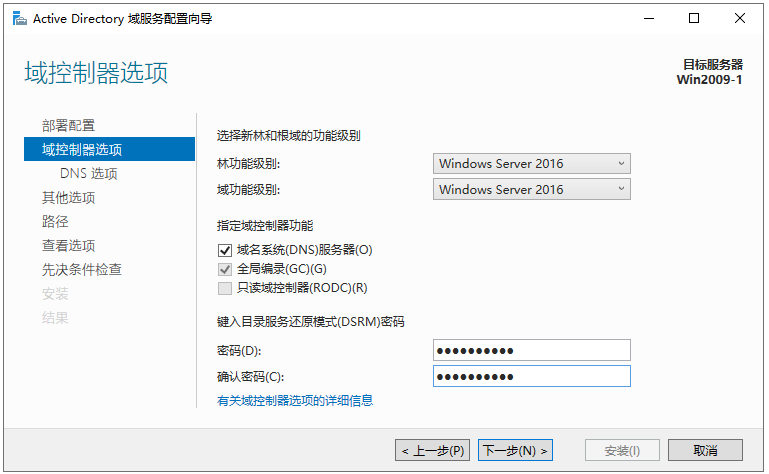 Active Directory 域服务配置向导
域控制器选项
目标服务器
Win2009-1
部署配置
域控制器选项
DNS 选项
其他选项
路径
查看选项
先决条件检查
安装
结果
选择新林和根域的功能级别
林功能级别: Windows Server 2016
域功能级别: Windows Server 2016
指定域控制器功能
域名系统(DNS)服务器(O)
全局编录(GC)(G)
只读域控制器(RODC)(R)
键入目录服务还原模式(DSRM)密码
密码(D): ●●●●●●●●●●
确认密码(C): ●●●●●●●●●●
有关域控制器选项的详细信息
< 上一步(P) 下一步(N) > 安装(I) 取消